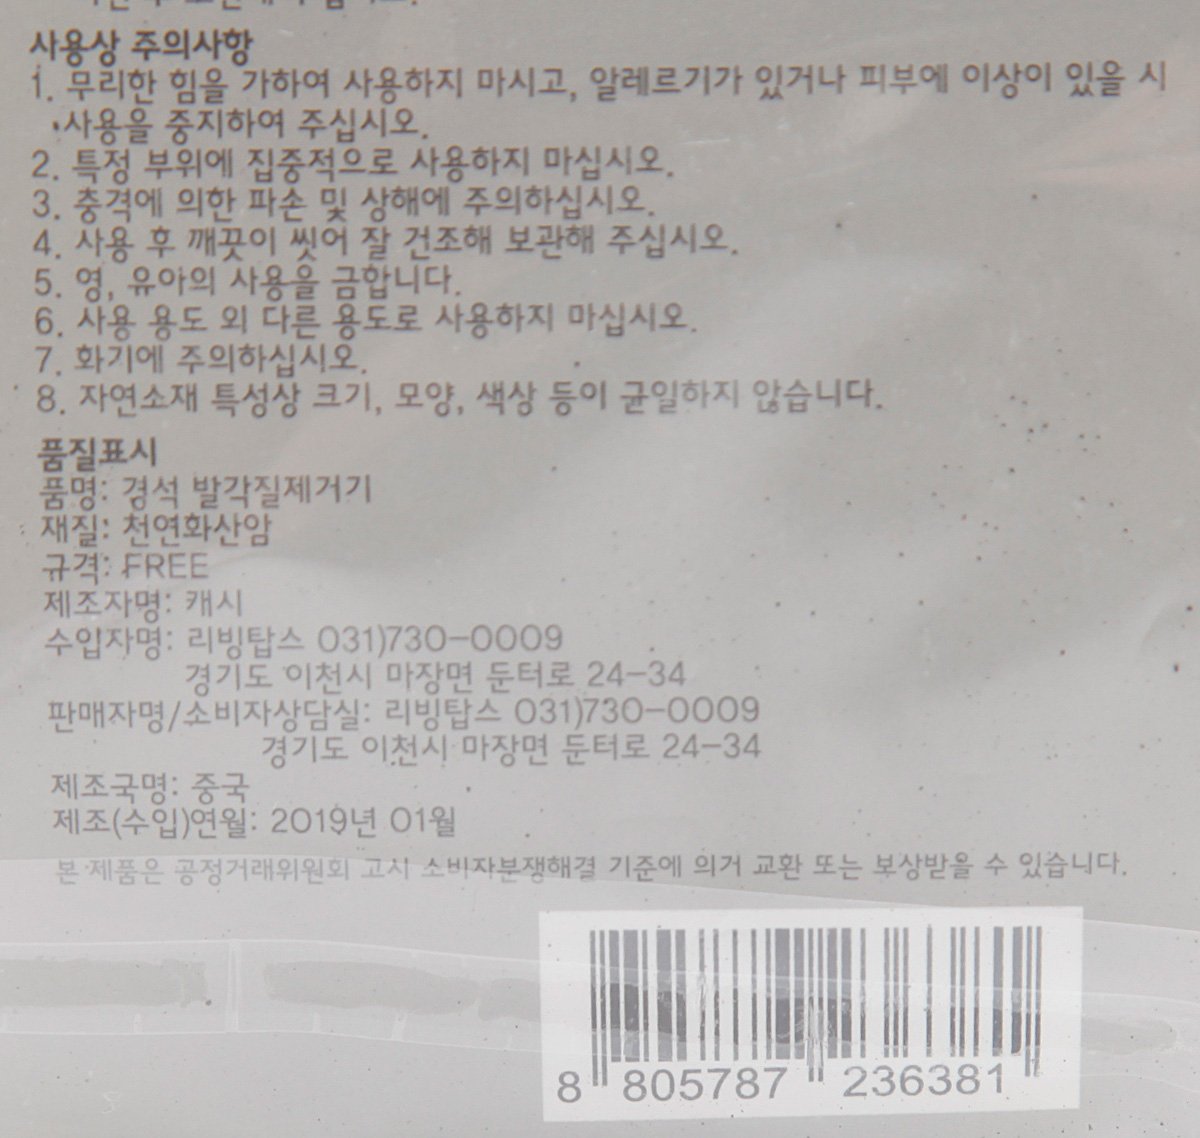 사용상 주의사항
1. 무리한 힘을 가하여 사용하지 마시고, 알레르기가 있거나 피부에 이상이 있을 시
사용을 중지하여 주십시오.
2. 특정 부위에 집중적으로 사용하지 마십시오.
3. 충격에 의한 파손 및 상해에 주의하십시오.
4. 사용 후 깨끗이 씻어 잘 건조해 보관해 주십시오.
5. 영, 유아의 사용을 금합니다.
6. 사용 용도 외 다른 용도로 사용하지 마십시오.
7. 화기에 주의하십시오.
8. 자연소재 특성상 크기, 모양, 색상 등이 균일하지 않습니다.
품질표시
품명: 경석 발각질제거기
재질: 천연화산암
규격: FREE
제조자명: 캐시
수입자명: 리빙탑스 031)730-0009
경기도 이천시 마장면 둔터로 24-34
판매자명/소비자상담실: 리빙탑스 031)730-0009
경기도 이천시 마장면 둔터로 24-34
제조국명: 중국
제조(수입)연월: 2019년 01월
본 제품은 공정거래위원회 고시 소비자분쟁해결 기준에 의거 교환 또는 보상받을 수 있습니다.
8 805787 236381